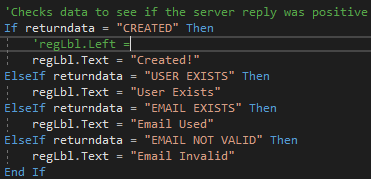 'Checks data to see if the server reply was positive
If returndata = "CREATED" Then
'regLbl.Left =
regLbl.Text = "Created!"
ElseIf returndata = "USER EXISTS" Then
regLbl.Text = "User Exists"
ElseIf returndata = "EMAIL EXISTS" Then
regLbl.Text = "Email Used"
ElseIf returndata = "EMAIL NOT VALID" Then
regLbl.Text = "Email Invalid"
End If